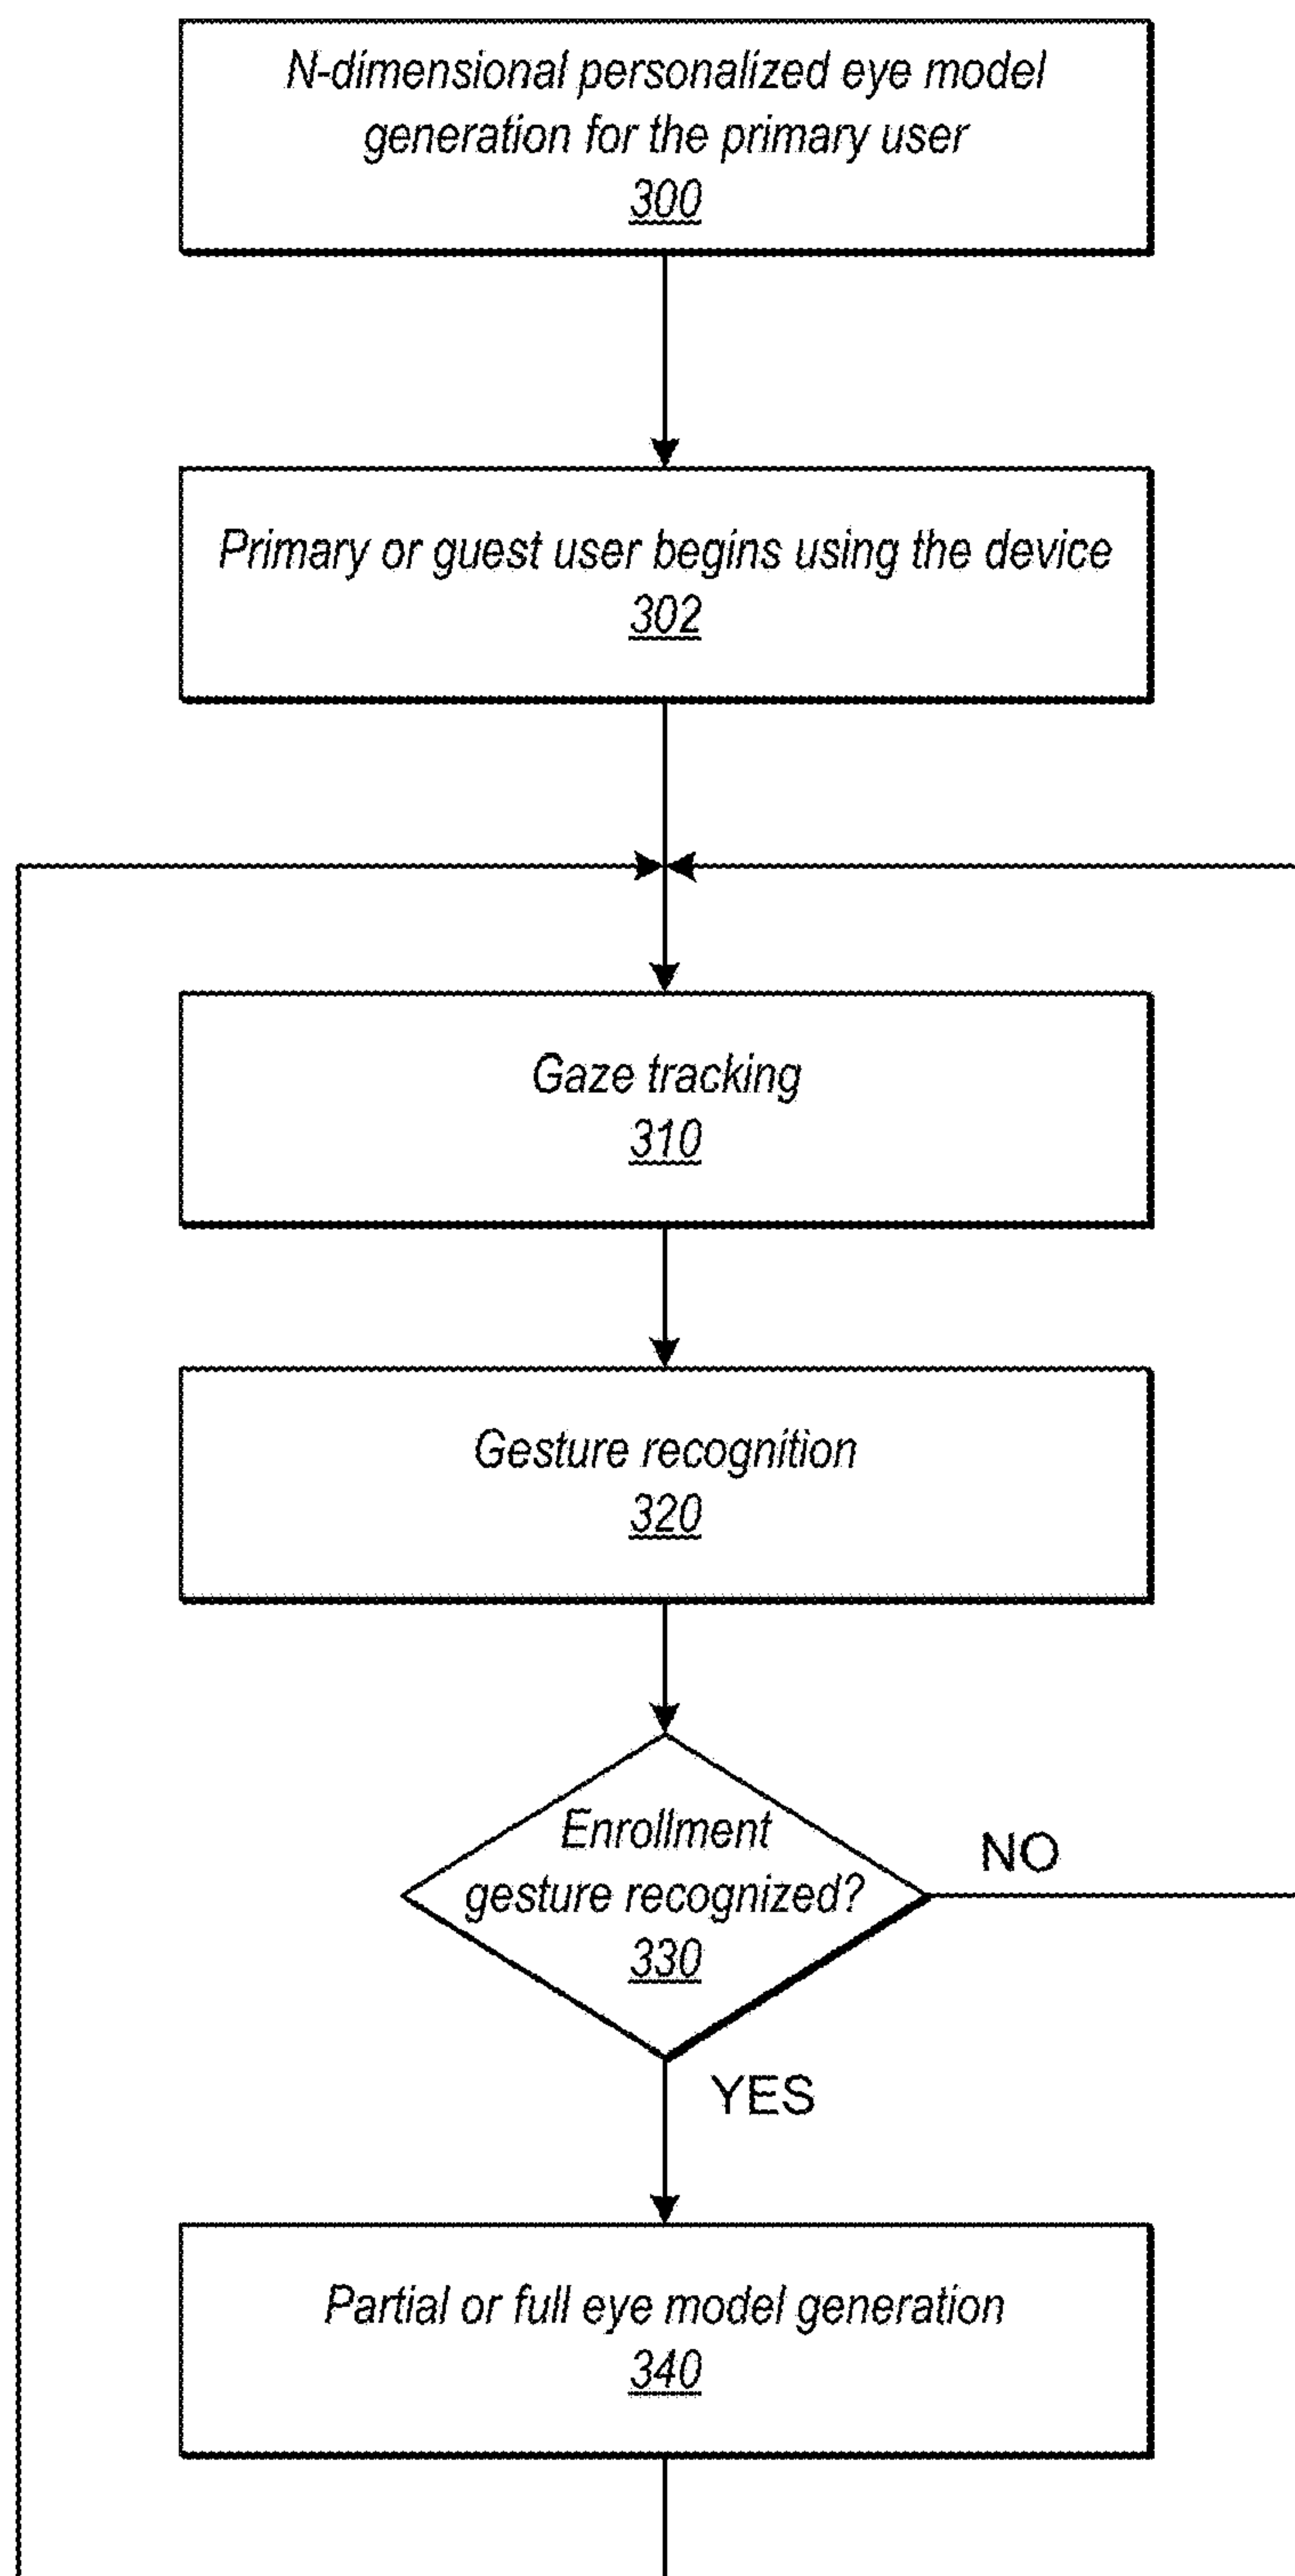 N-dimensional personalized eye model
generation for the primary user
300
Primary or guest user begins using the device
302
Gaze tracking
310
Gesture recognition
320
Enrollment
gesture recognized?
330
NO
YES
Partial or full eye model generation
340